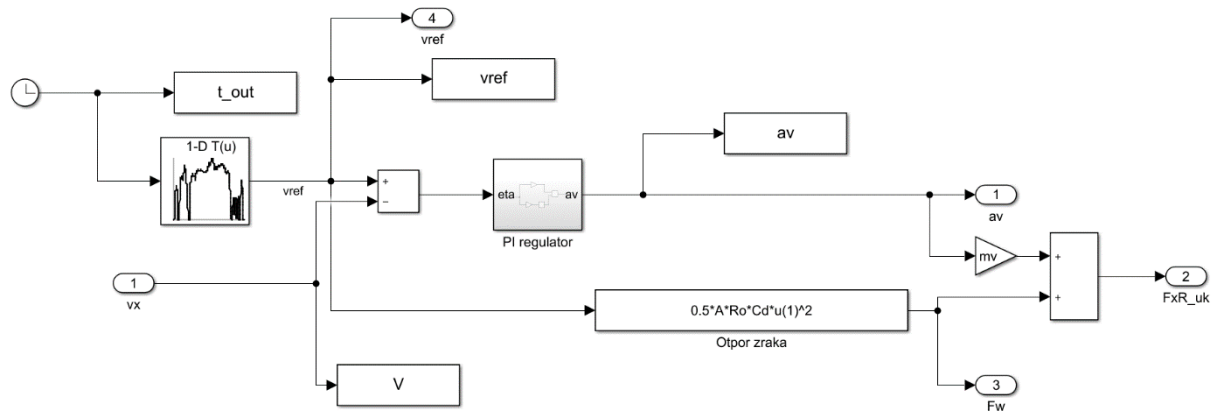 4
vref
vref
t_out
1-D T(u)
av
vref
+
−
eta
av
PI regulator
1
av
mv
+
+
2
FxR_uk
1
vx
0.5*A*Ro*Cd*u(1)^2
Otpor zraka
V
3
Fw